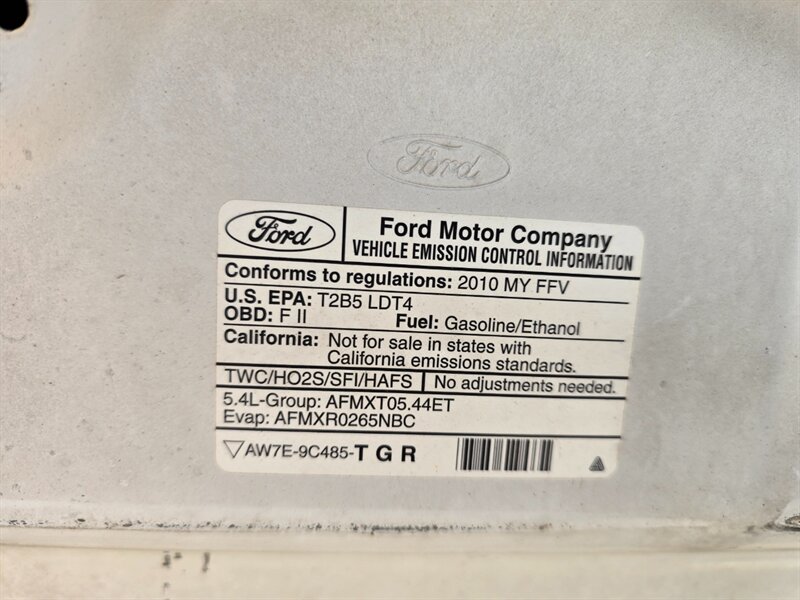 Ford
Ford
Ford Motor Company
VEHICLE EMISSION CONTROL INFORMATION
Conforms to regulations: 2010 MY FFV
U.S. EPA: T2B5 LDT4
OBD: F II Fuel: Gasoline/Ethanol
California: Not for sale in states with
California emissions standards.
TWC/HO2S/SFI/HAFS No adjustments needed.
5.4L-Group: AFMXT05.44ET
Evap: AFMXR0265NBC
AW7E-9C485-T G R